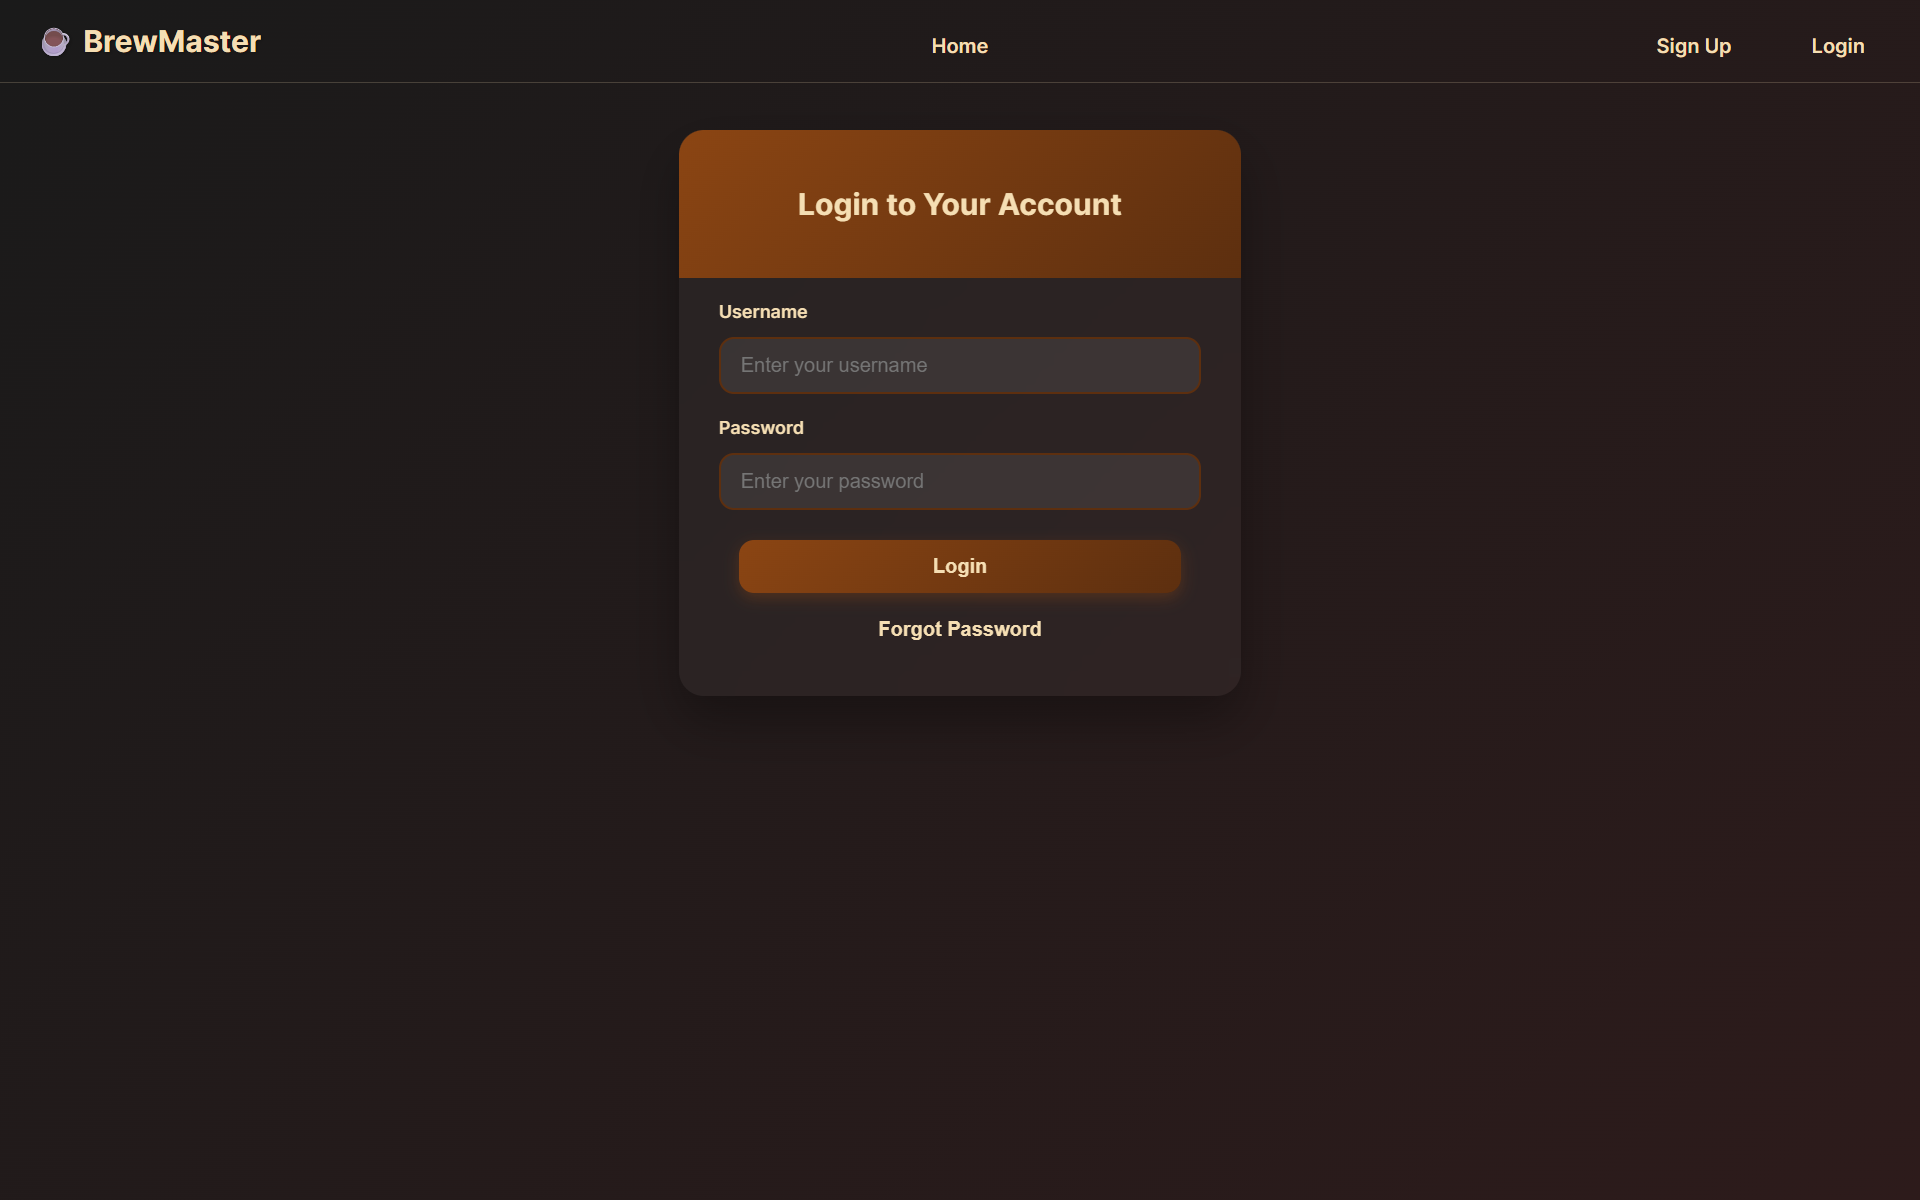 BrewMaster
Home
Sign Up
Login
Login to Your Account
Username
Enter your username
Password
Enter your password
Login
Forgot Password